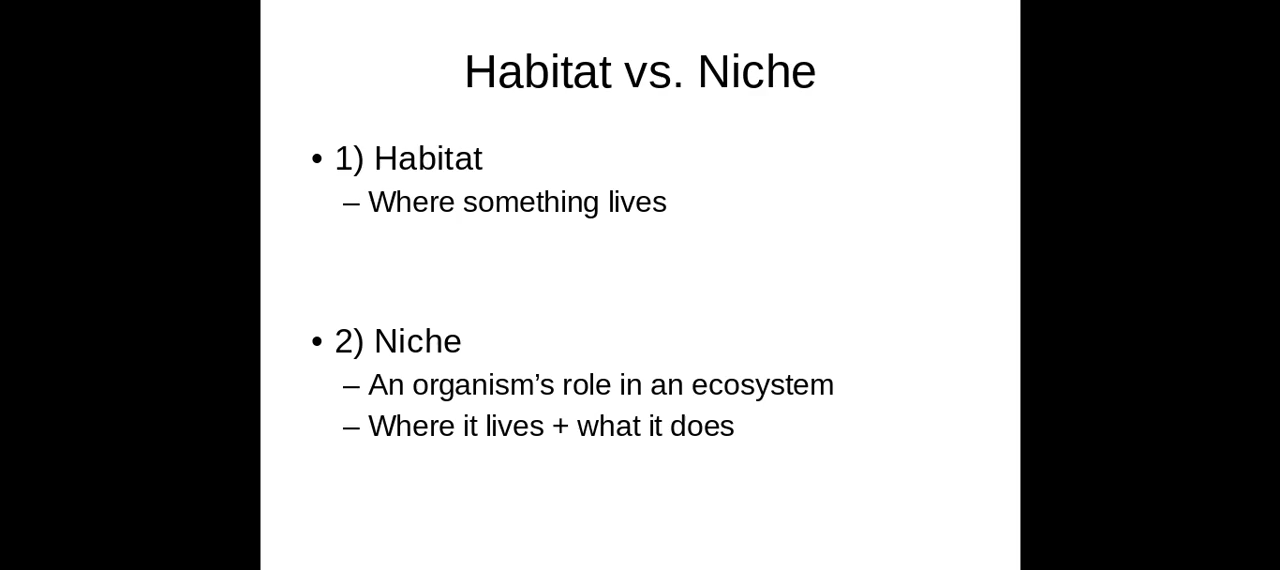 Habitat vs. Niche
• 1) Habitat
– Where something lives
• 2) Niche
– An organism’s role in an ecosystem
– Where it lives + what it does